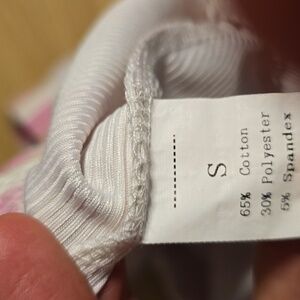 S
65% Cotton
30% Polyester
5% Spandex